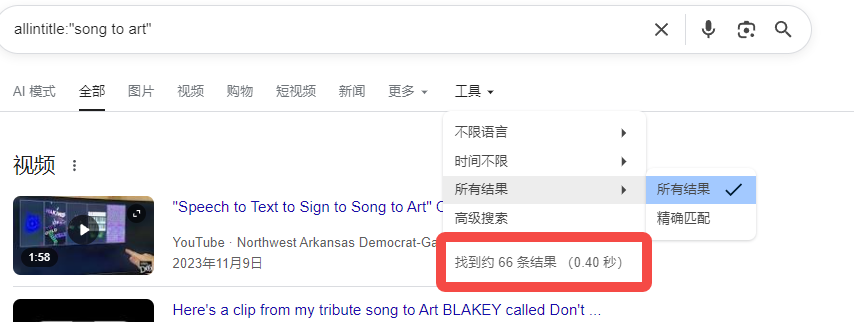 allintitle:"song to art"
AI 模式 全部 图片 视频 购物 短视频 新闻 更多 工具
不限语言
时间不限
所有结果 所有结果
高级搜索 精确匹配
找到约 66 条结果 （0.40 秒）
视频
"Speech to Text to Sign to Song to Art"
YouTube · Northwest Arkansas Democrat-Ga
2023年11月9日
1:58
Here's a clip from my tribute song to Art BLAKEY called Don't ...